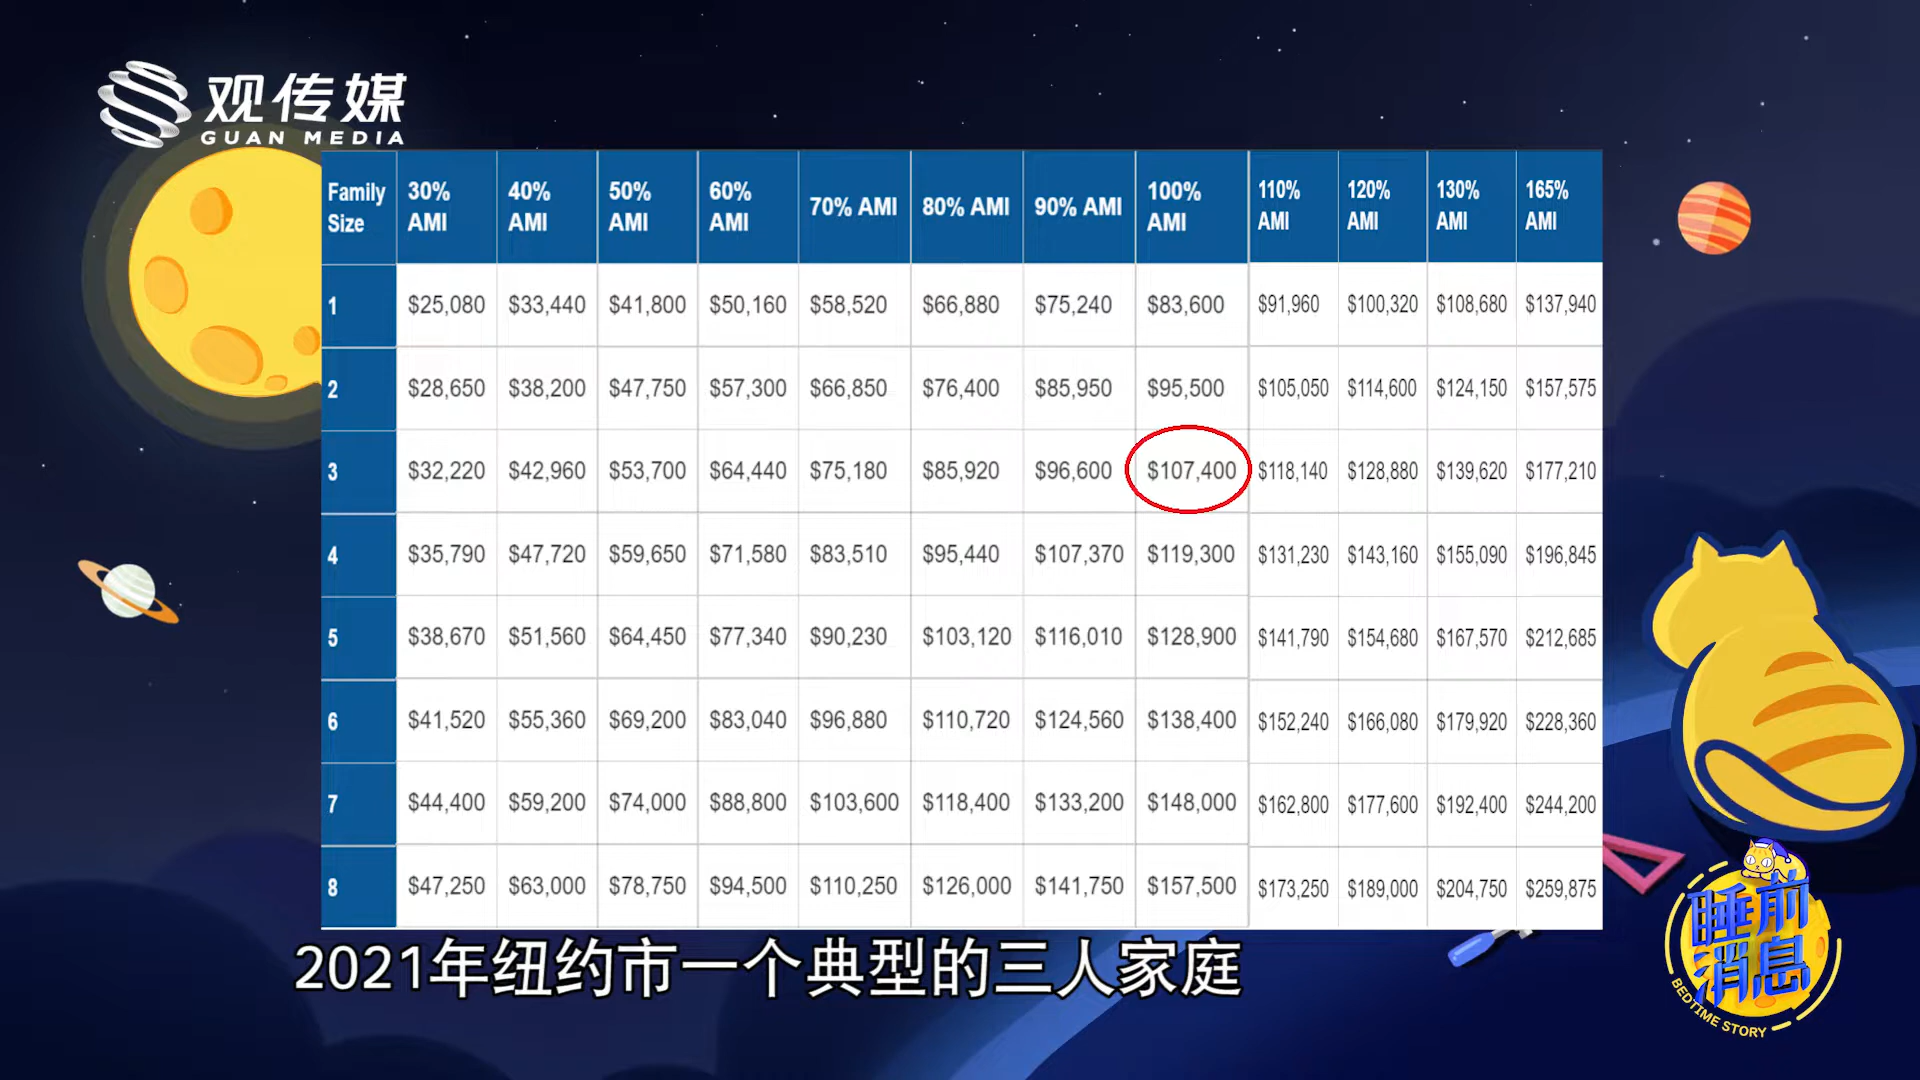 观传媒
GUAN MEDIA
Family Size 30% AMI 40% AMI 50% AMI 60% AMI 70% AMI 80% AMI 90% AMI 100% AMI 110% AMI 120% AMI 130% AMI 165% AMI
1 $25,080 $33,440 $41,800 $50,160 $58,520 $66,880 $75,240 $83,600 $91,960 $100,320 $108,680 $137,940
2 $28,650 $38,200 $47,750 $57,300 $66,850 $76,400 $85,950 $95,500 $105,050 $114,600 $124,150 $157,575
3 $32,220 $42,960 $53,700 $64,440 $75,180 $85,920 $96,600 $107,400 $118,140 $128,880 $139,620 $177,210
4 $35,790 $47,720 $59,650 $71,580 $83,510 $95,440 $107,370 $119,300 $131,230 $143,160 $155,090 $196,845
5 $38,670 $51,560 $64,450 $77,340 $90,230 $103,120 $116,010 $128,900 $141,790 $154,680 $167,570 $212,685
6 $41,520 $55,360 $69,200 $83,040 $96,880 $110,720 $124,560 $138,400 $152,240 $166,080 $179,920 $228,360
7 $44,400 $59,200 $74,000 $88,800 $103,600 $118,400 $133,200 $148,000 $162,800 $177,600 $192,400 $244,200
8 $47,250 $63,000 $78,750 $94,500 $110,250 $126,000 $141,750 $157,500 $173,250 $189,000 $204,750 $259,875
2021年纽约市一个典型的三人家庭
睡前
消息
BEDTIME STORY